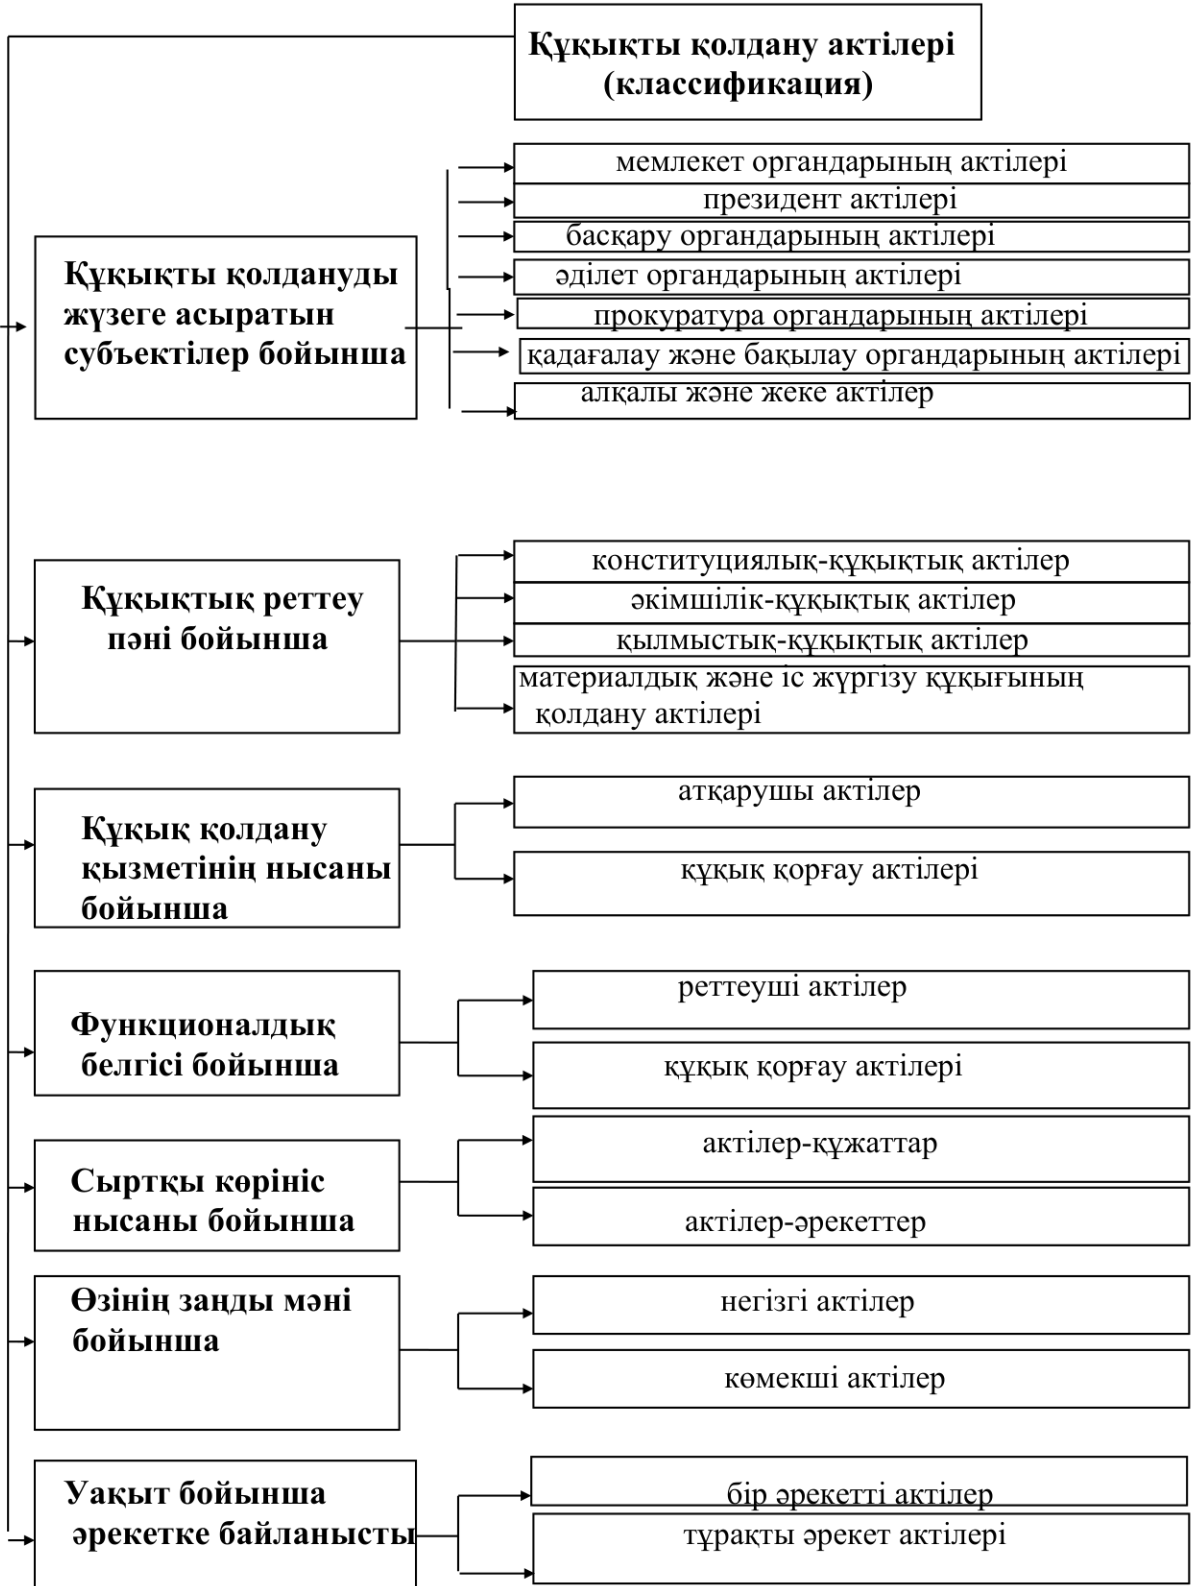 Құқықты қолдану актілері
(классификация)
Құқықты қолдануды
жүзеге асыратын
субъектілер бойынша
мемлекет органдарының актілері
президент актілері
басқару органдарының актілері
әділет органдарының актілері
прокуратура органдарының актілері
қадағалау және бақылау органдарының актілері
алқалы және жеке актілер
Құқықтық реттеу
пәні бойынша
конституциялық-құқықтық актілер
әкімшілік-құқықтық актілер
қылмыстық-құқықтық актілер
материалдық және іс жүргізу құқығының
қолдану актілері
Құқық қолдану
қызметінің нысаны
бойынша
атқарушы актілер
құқық қорғау актілері
Функционалдық
белгісі бойынша
реттеуші актілер
құқық қорғау актілері
Сыртқы көрініс
нысаны бойынша
актілер-құжаттар
актілер-әрекеттер
Өзінің заңды мәні
бойынша
негізгі актілер
көмекші актілер
Уақыт бойынша
әрекетке байланысты
бір әрекетті актілер
тұрақты әрекет актілері